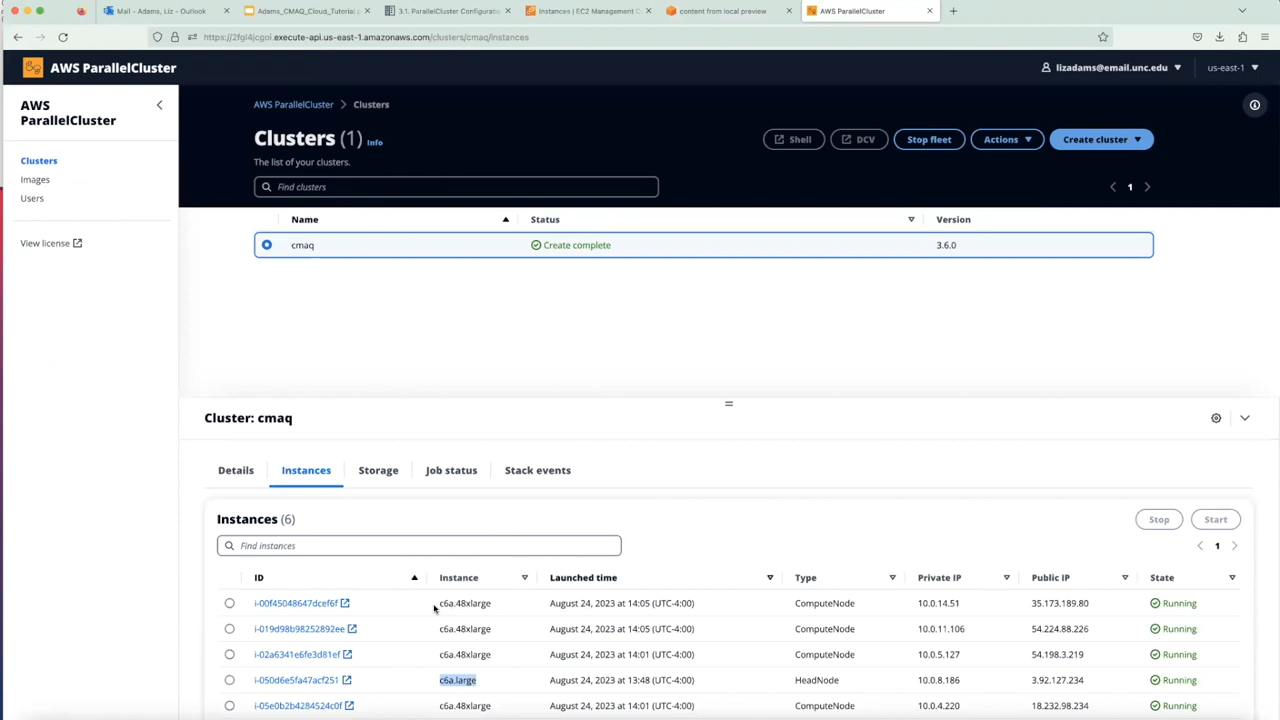 Mail – Adams, Liz – Outlook
Adams_CMAQ_Cloud_Tutorial.p
3.1. ParallelCluster Configuratio
Instances | EC2 Management C
content from local preview
AWS ParallelCluster
https://2fgl4jcgoi.execute-api.us-east-1.amazonaws.com/clusters/cmaq/instances
AWS ParallelCluster
lizadams@email.unc.edu
us-east-1
AWS
ParallelCluster
Clusters
Images
Users
View license
AWS ParallelCluster > Clusters
Clusters (1) Info
The list of your clusters.
Shell
DCV
Stop fleet
Actions
Create cluster
Find clusters
1
Name Status Version
cmaq Create complete 3.6.0
Cluster: cmaq
Details Instances Storage Job status Stack events
Instances (6)
Stop
Start
Find instances
1
ID Instance Launched time Type Private IP Public IP State
i-00f45048647dcef6f c6a.48xlarge August 24, 2023 at 14:05 (UTC-4:00) ComputeNode 10.0.14.51 35.173.189.80 Running
i-019d98b98252892ee c6a.48xlarge August 24, 2023 at 14:05 (UTC-4:00) ComputeNode 10.0.11.106 54.224.88.226 Running
i-02a6341e6fe3d81ef c6a.48xlarge August 24, 2023 at 14:01 (UTC-4:00) ComputeNode 10.0.5.127 54.198.3.219 Running
i-050d6e5fa47acf251 c6a.large August 24, 2023 at 13:48 (UTC-4:00) HeadNode 10.0.8.186 3.92.127.234 Running
i-05e0b2b4284524c0f c6a.48xlarge August 24, 2023 at 14:01 (UTC-4:00) ComputeNode 10.0.4.220 18.232.98.234 Running